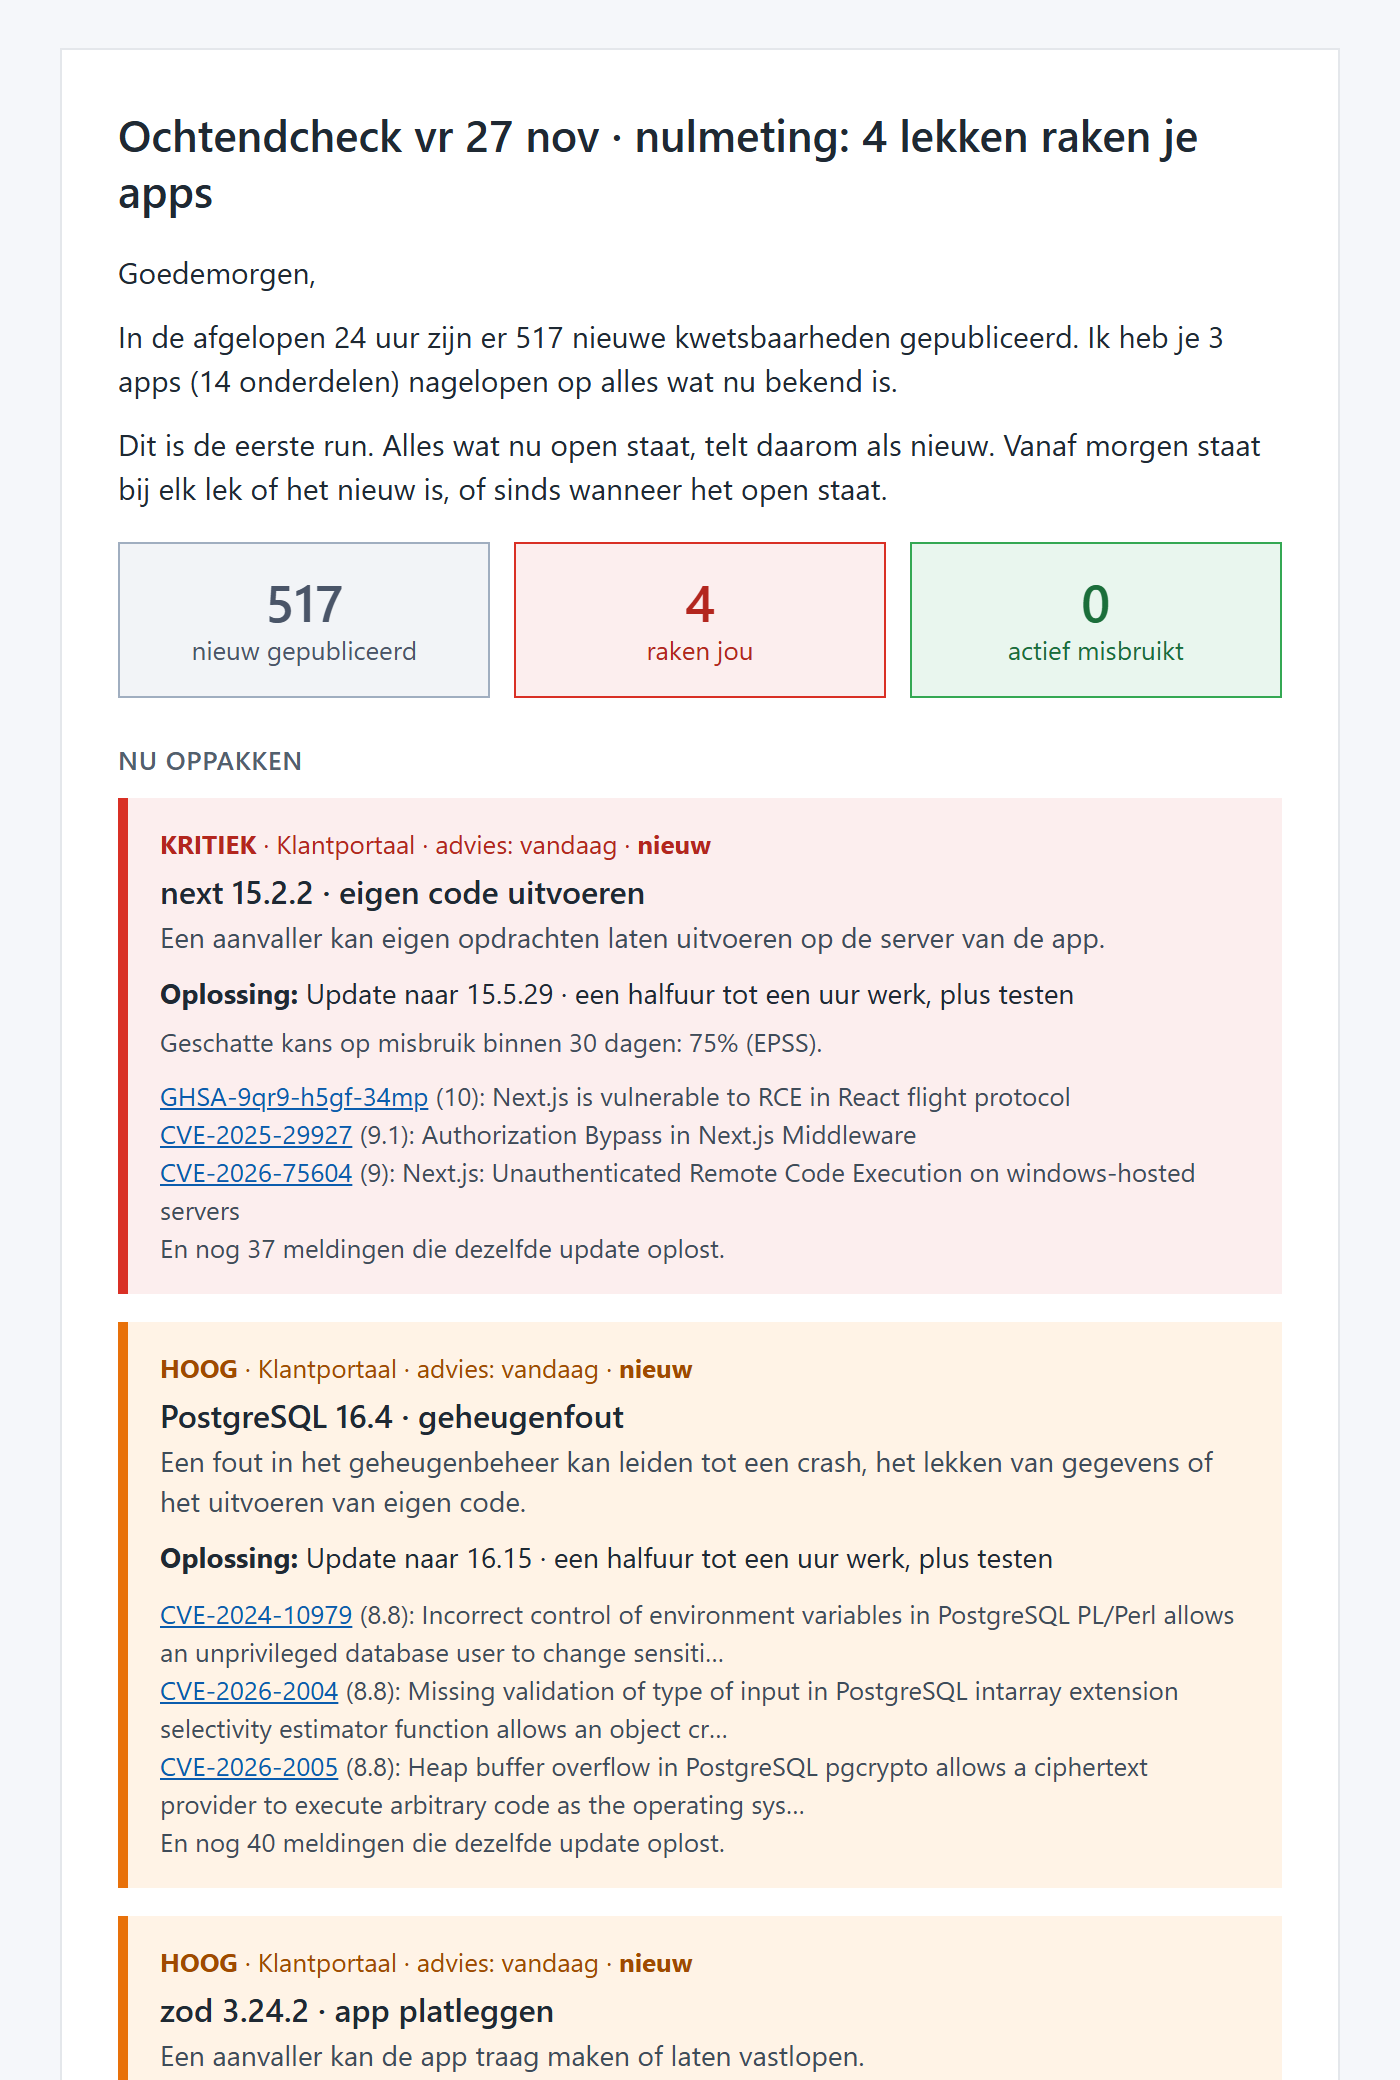 Ochtendcheck vr 27 nov · nulmeting: 4 lekken raken je
apps
Goedemorgen,
In de afgelopen 24 uur zijn er 517 nieuwe kwetsbaarheden gepubliceerd. Ik heb je 3
apps (14 onderdelen) nagelopen op alles wat nu bekend is.
Dit is de eerste run. Alles wat nu open staat, telt daarom als nieuw. Vanaf morgen staat
bij elk lek of het nieuw is, of sinds wanneer het open staat.
517
nieuw gepubliceerd
4
raken jou
0
actief misbruikt
NU OPPAKKEN
KRITIEK · Klantportaal · advies: vandaag · nieuw
next 15.2.2 · eigen code uitvoeren
Een aanvaller kan eigen opdrachten laten uitvoeren op de server van de app.
Oplossing: Update naar 15.5.29 · een halfuur tot een uur werk, plus testen
Geschatte kans op misbruik binnen 30 dagen: 75% (EPSS).
GHSA-9qr9-h5gf-34mp (10): Next.js is vulnerable to RCE in React flight protocol
CVE-2025-29927 (9.1): Authorization Bypass in Next.js Middleware
CVE-2026-75604 (9): Next.js: Unauthenticated Remote Code Execution on windows-hosted
servers
En nog 37 meldingen die dezelfde update oplost.
HOOG · Klantportaal · advies: vandaag · nieuw
PostgreSQL 16.4 · geheugenfout
Een fout in het geheugenbeheer kan leiden tot een crash, het lekken van gegevens of
het uitvoeren van eigen code.
Oplossing: Update naar 16.15 · een halfuur tot een uur werk, plus testen
CVE-2024-10979 (8.8): Incorrect control of environment variables in PostgreSQL PL/Perl allows
an unprivileged database user to change sensiti...
CVE-2026-2004 (8.8): Missing validation of type of input in PostgreSQL intarray extension
selectivity estimator function allows an object cr...
CVE-2026-2005 (8.8): Heap buffer overflow in PostgreSQL pgcrypto allows a ciphertext
provider to execute arbitrary code as the operating sys...
En nog 40 meldingen die dezelfde update oplost.
HOOG · Klantportaal · advies: vandaag · nieuw
zod 3.24.2 · app platleggen
Een aanvaller kan de app traag maken of laten vastlopen.